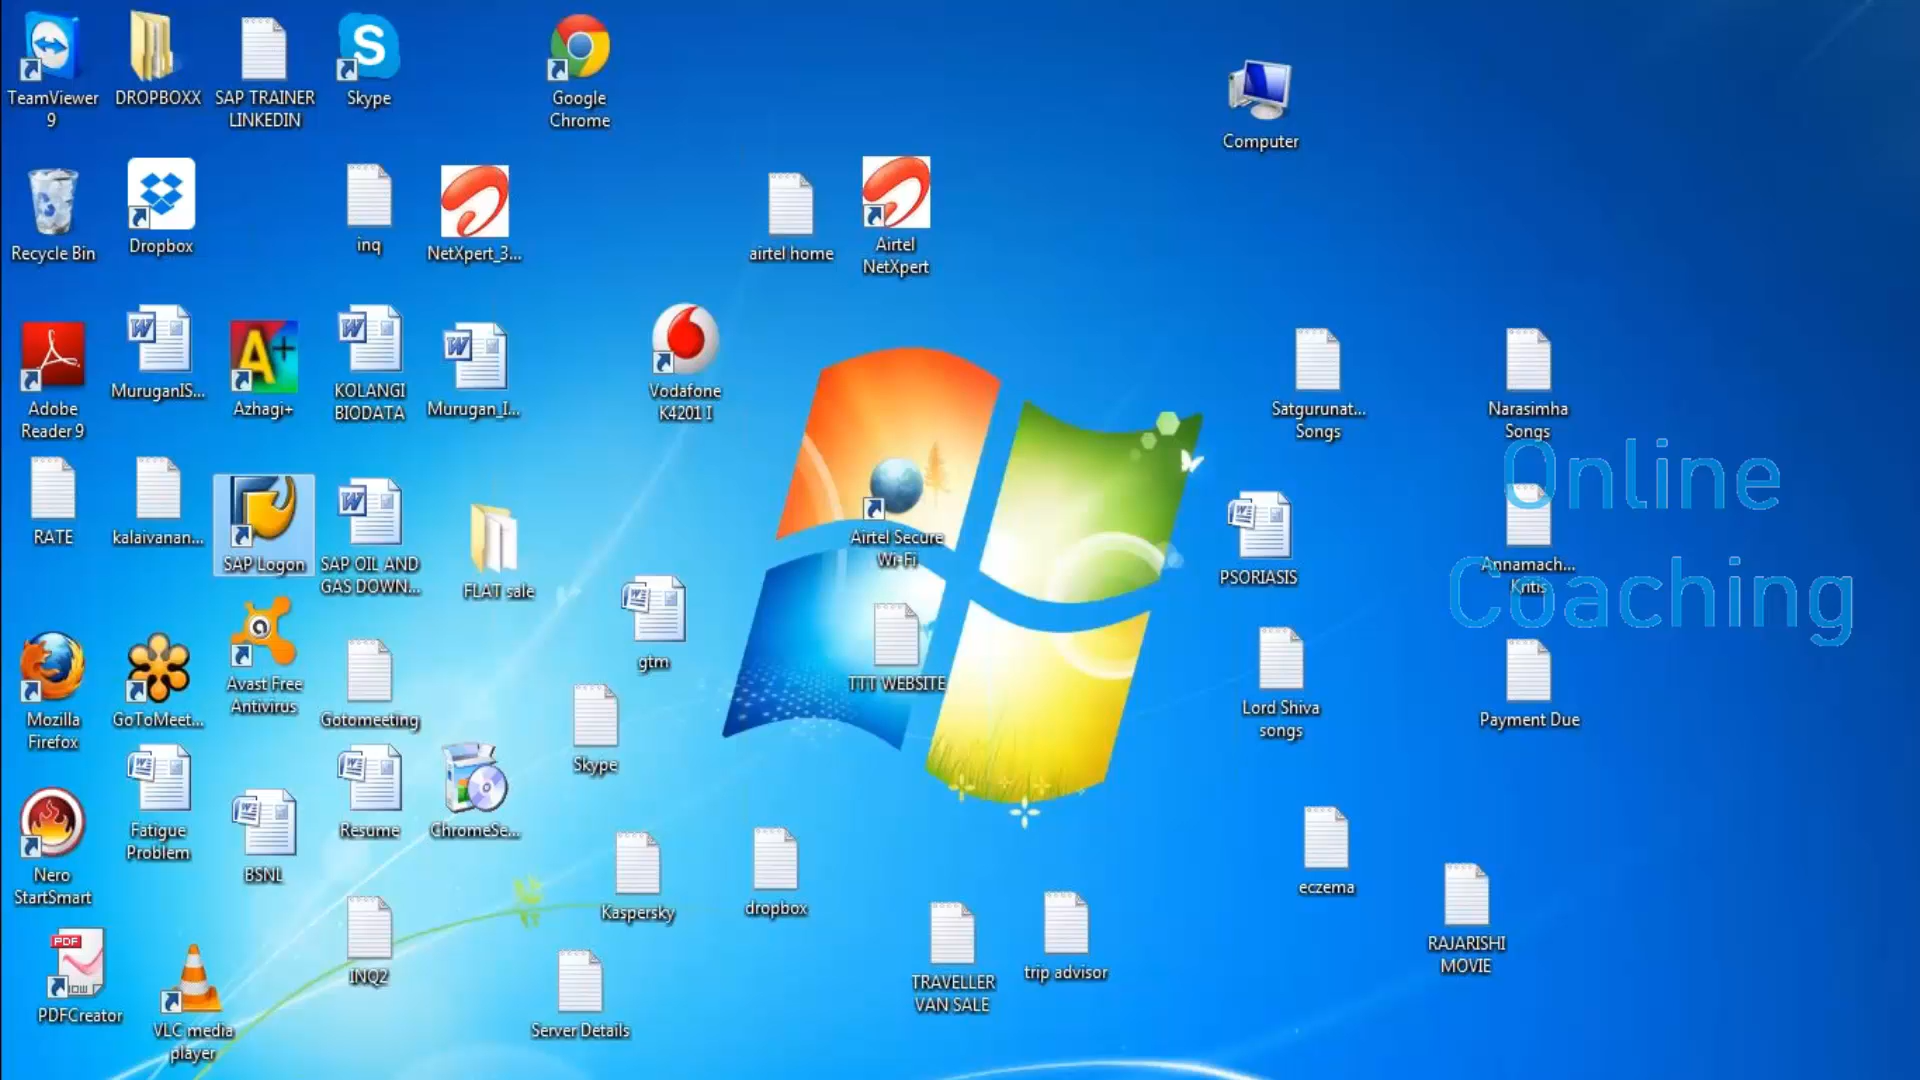 TeamViewer
9
DROPBOXX
SAP TRAINER
LINKEDIN
Skype
Google
Chrome
Computer
Recycle Bin
Dropbox
inq
NetXpert_3...
airtel home
Airtel
NetXpert
Adobe
Reader 9
MuruganIS...
Azhagi+
KOLANGI
BIODATA
Murugan_I...
Vodafone
K4201 I
Satgurunat...
Songs
Narasimha
Songs
Online
Coaching
RATE
kalaivanan...
SAP Logon
SAP OIL AND
GAS DOWN...
FLAT sale
Airtel Secure
Wi-Fi
PSORIASIS
Annamach...
Kritis
Mozilla
Firefox
GoToMeet...
Avast Free
Antivirus
Gotomeeting
gtm
TTT WEBSITE
Lord Shiva
songs
Payment Due
Skype
Nero
StartSmart
Fatigue
Problem
BSNL
Resume
ChromeSe...
Kaspersky
dropbox
eczema
RAJARISHI
MOVIE
PDF
PDFCreator
VLC media
player
INQ2
Server Details
TRAVELLER
VAN SALE
trip advisor